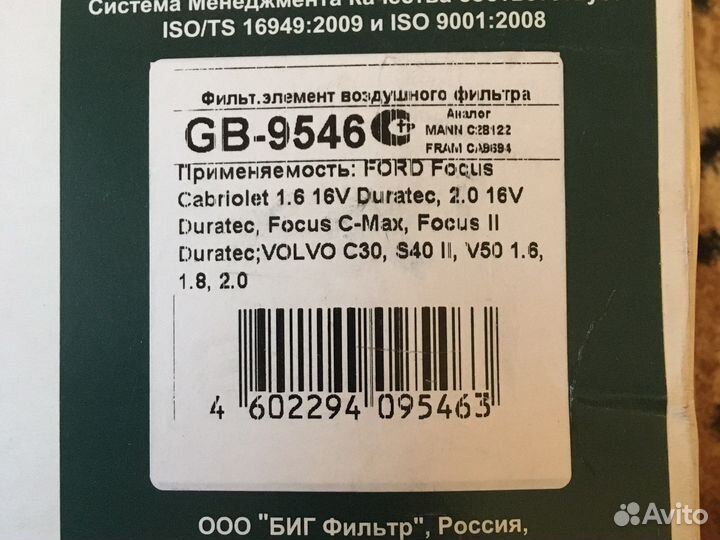 Система Менеджмента Качества
ISO/TS 16949:2009 и ISO 9001:2008
Фильт.элемент воздушного фильтра
GB-9546
Аналог
MANN C28122
FRAM CA9694
Применяемость: FORD Focus
Cabriolet 1.6 16V Duratec, 2.0 16V
Duratec, Focus C-Max, Focus II
Duratec;VOLVO C30, S40 II, V50 1.6,
1.8, 2.0
4 602294 095463
ООО "БИГ Фильтр", Россия,
Avito